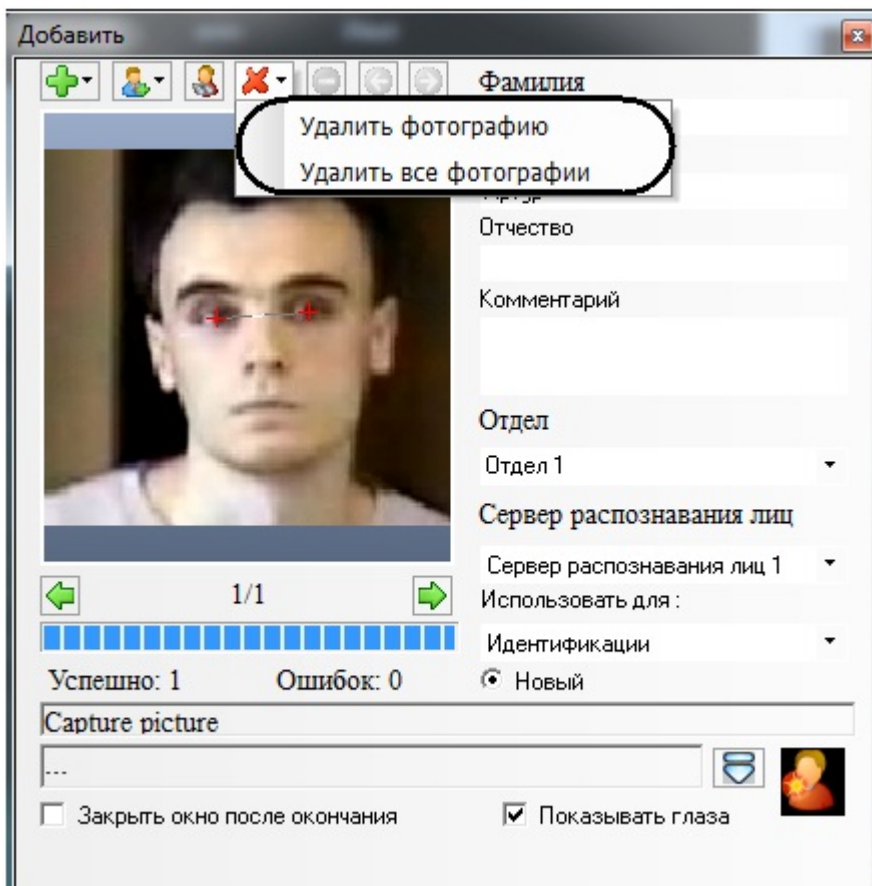 Добавить
Фамилия
Удалить фотографию
Удалить все фотографии
Отчество
Комментарий
Отдел
Отдел 1
Сервер распознавания лиц
Сервер распознавания лиц 1
1/1
Использовать для :
Идентификации
Успешно: 1 Ошибок: 0
Новый
Capture picture
---
Закрыть окно после окончания
Показывать глаза